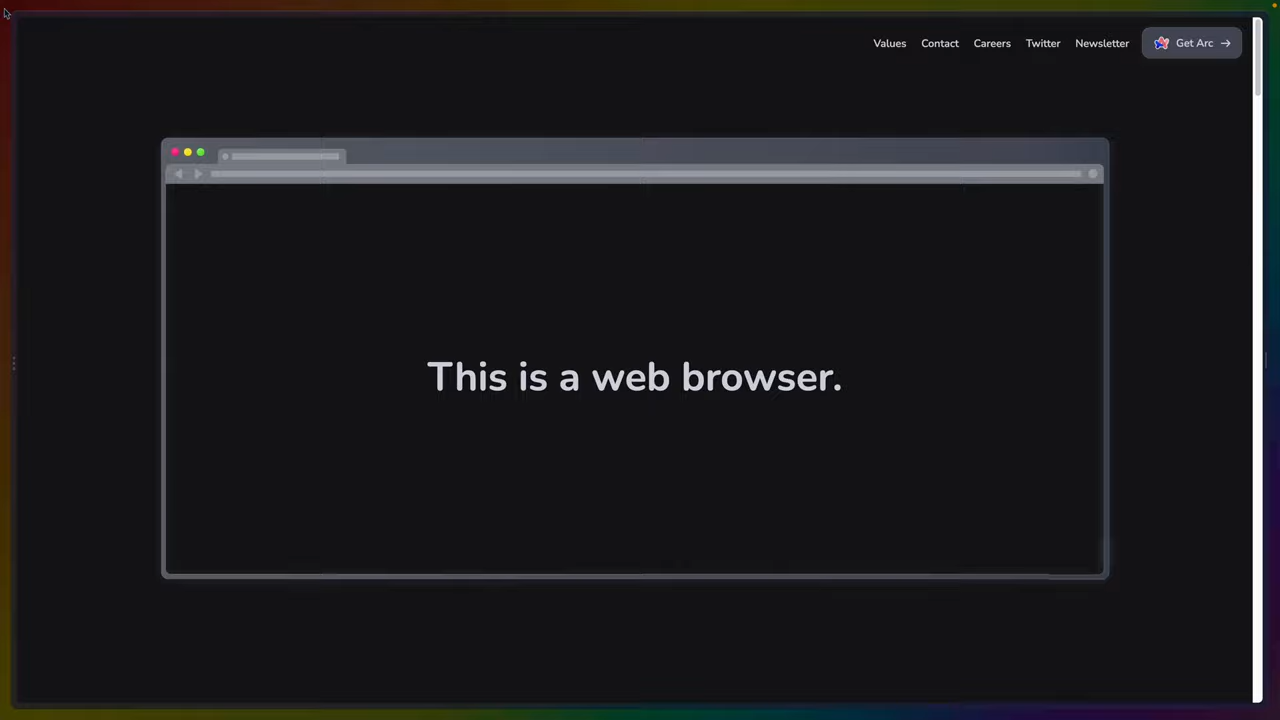 Values
Contact
Careers
Twitter
Newsletter
Get Arc →
This is a web browser.